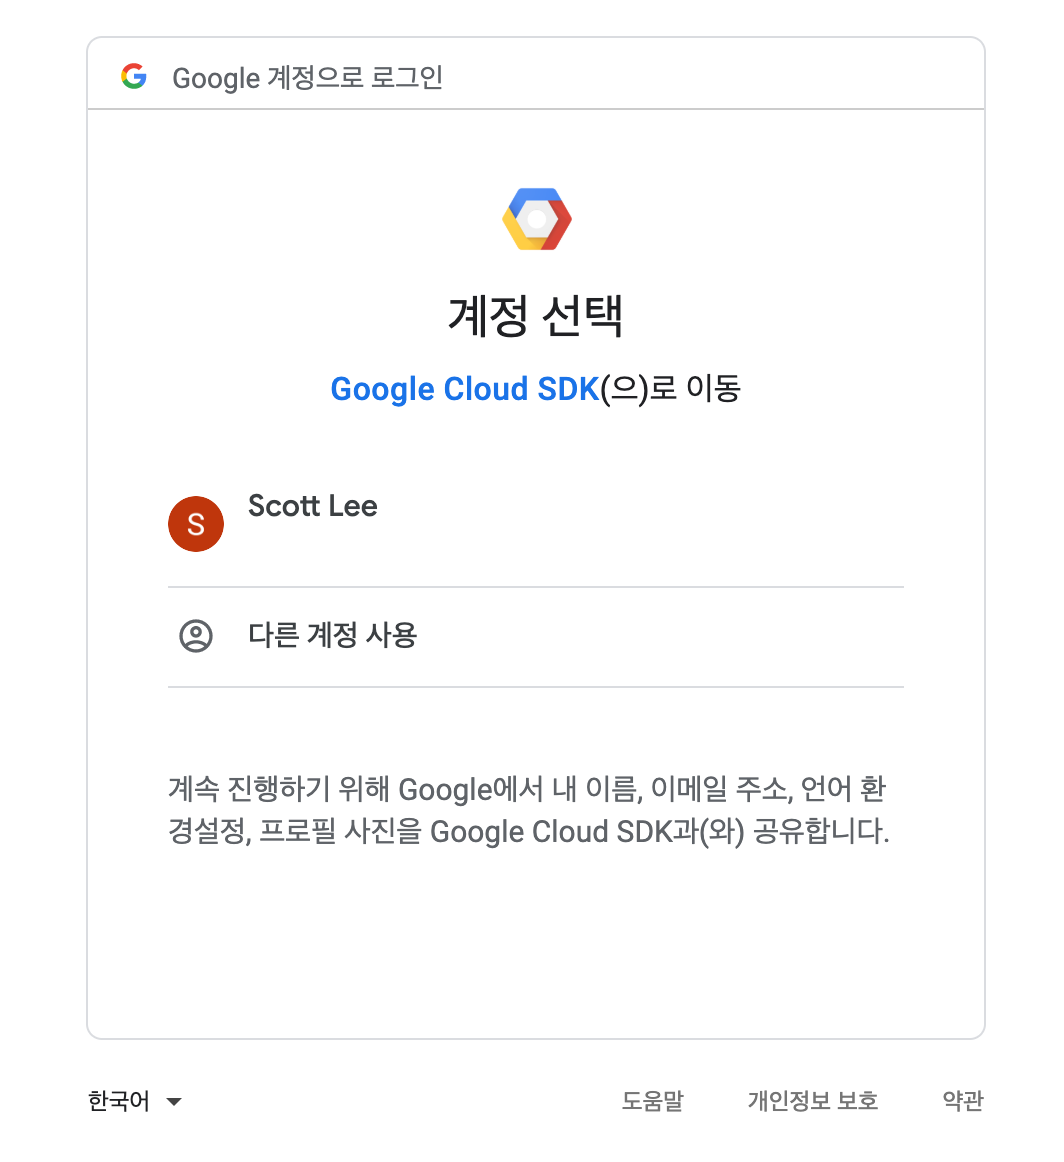 Google 계정으로 로그인
계정 선택
Google Cloud SDK(으)로 이동
S
Scott Lee
다른 계정 사용
계속 진행하기 위해 Google에서 내 이름, 이메일 주소, 언어 환
경설정, 프로필 사진을 Google Cloud SDK과(와) 공유합니다.
한국어 도움말 개인정보 보호 약관